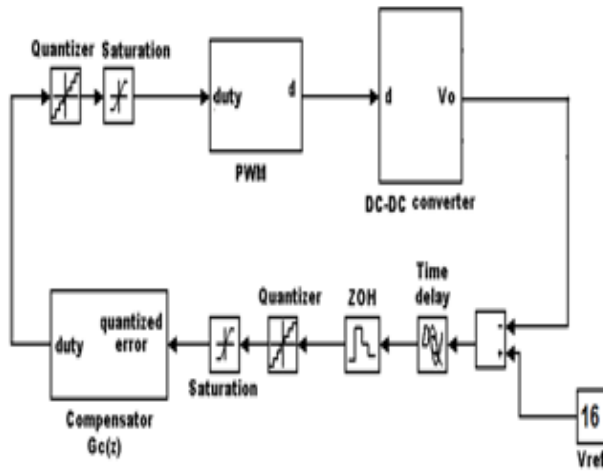 Quantizer Saturation
duty d
PWM
d Vo
DC-DC converter
Time
delay
ZOH
Quantizer
Saturation
quantized
error
duty
Compensator
Gc(z)
-
+
16
Vref